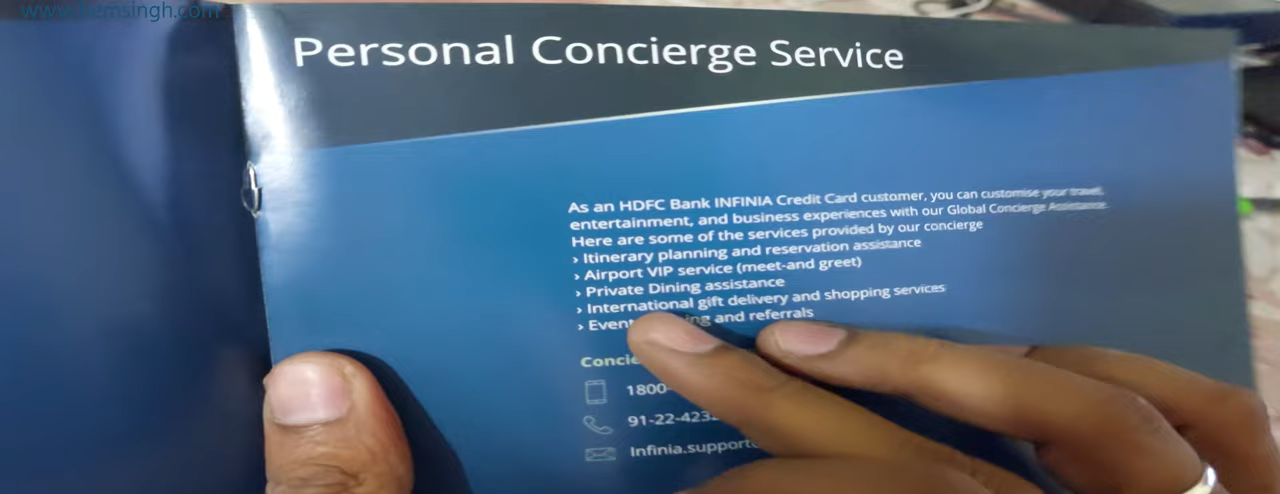 www.hemsingh.com
Personal Concierge Service
As an HDFC Bank INFINIA Credit Card customer, you can customise your travel,
entertainment, and business experiences with our Global Concierge Assistance.
Here are some of the services provided by our concierge
› Itinerary planning and reservation assistance
› Airport VIP service (meet-and greet)
› Private Dining assistance
› International gift delivery and shopping services
› Event and referrals
1800-
91-22-423
Infinia.support